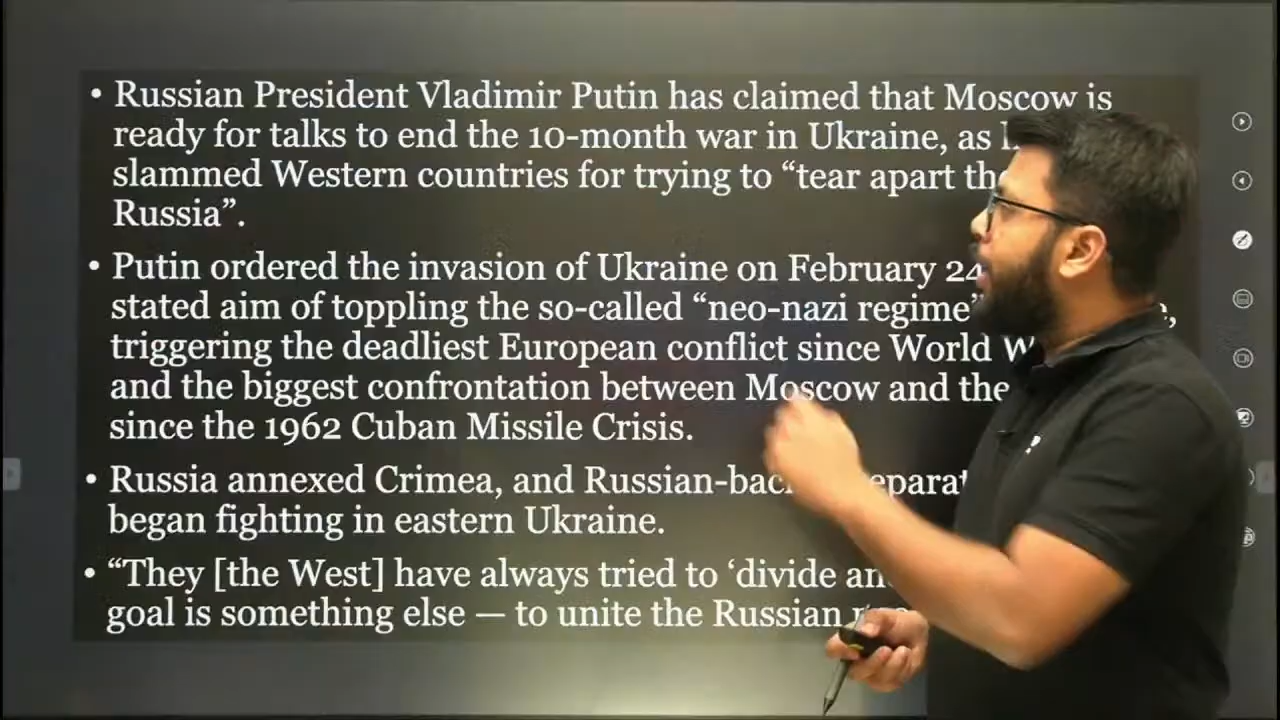 • Russian President Vladimir Putin has claimed that Moscow is
ready for talks to end the 10-month war in Ukraine, as
slammed Western countries for trying to “tear apart
Russia”.
• Putin ordered the invasion of Ukraine on February 24
stated aim of toppling the so-called “neo-nazi regime”
triggering the deadliest European conflict since World
and the biggest confrontation between Moscow and the
since the 1962 Cuban Missile Crisis.
• Russia annexed Crimea, and
began fighting in eastern Ukraine.
• “They [the West] have always tried to ‘divide
goal is something else — to unite the Russian